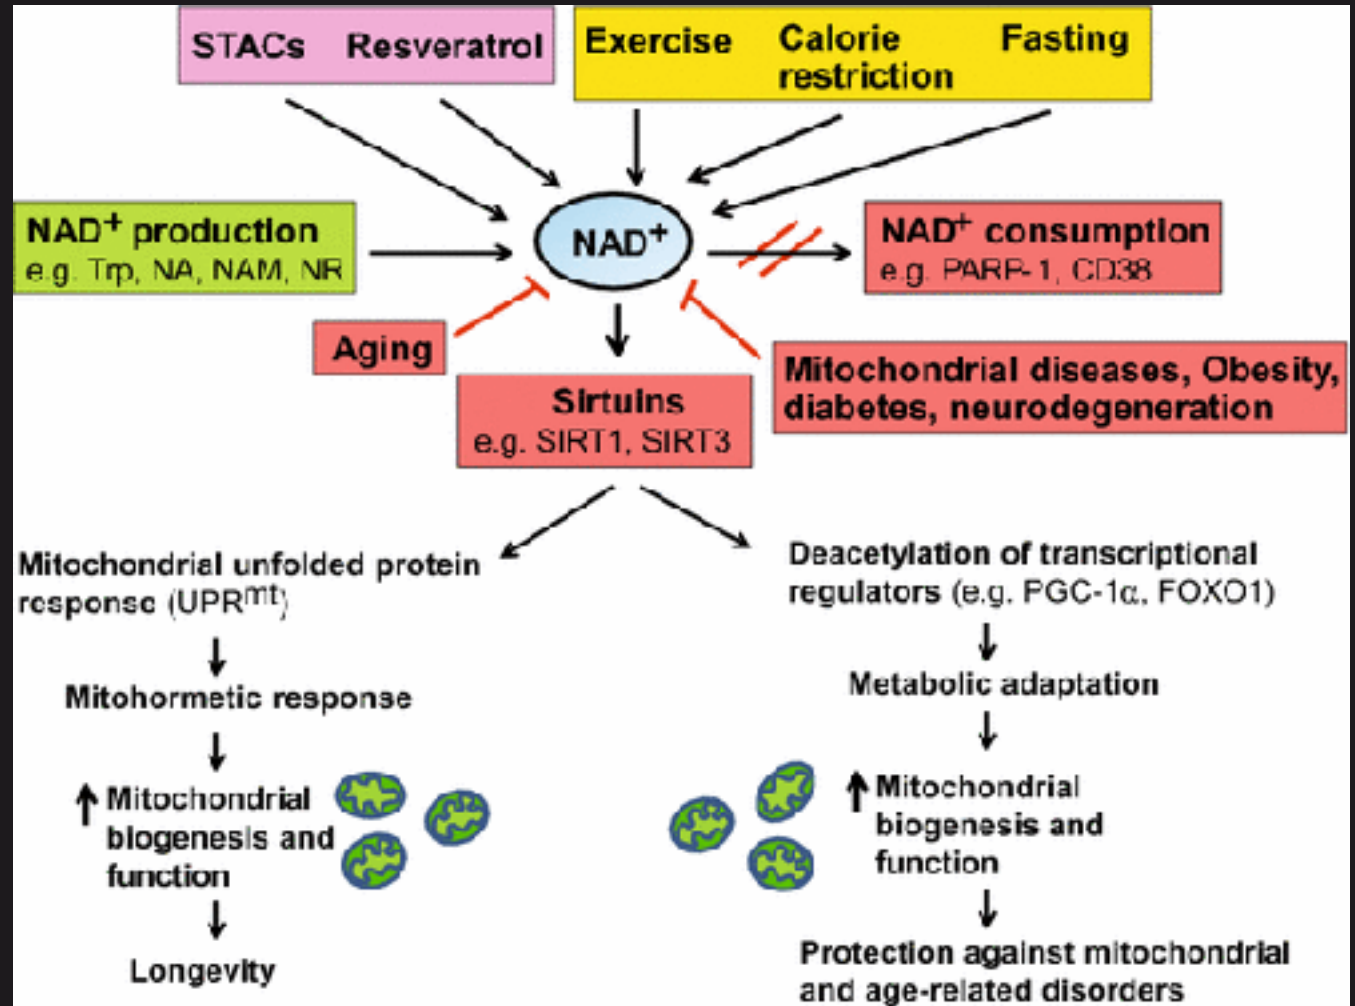 STACs Resveratrol
Exercise Calorie restriction Fasting
NAD+ production
e.g. Trp, NA, NAM, NR
NAD+
NAD+ consumption
e.g. PARP-1, CD38
Aging
Mitochondrial diseases, Obesity,
diabetes, neurodegeneration
Sirtuins
e.g. SIRT1, SIRT3
Mitochondrial unfolded protein
response (UPRmt)
Mitohormetic response
↑ Mitochondrial
biogenesis and
function
Longevity
Deacetylation of transcriptional
regulators (e.g. PGC-1α, FOXO1)
Metabolic adaptation
↑ Mitochondrial
biogenesis and
function
Protection against mitochondrial
and age-related disorders